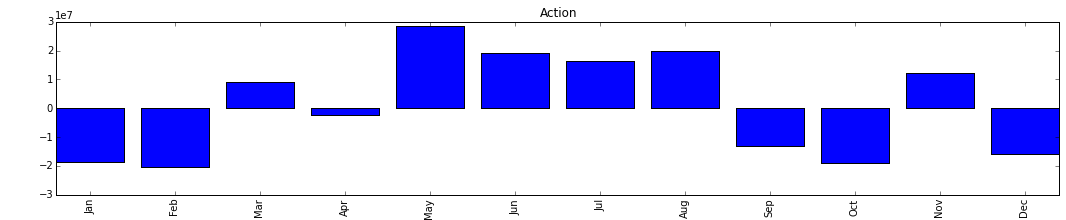 Action
1e7
3
2
1
0
−1
−2
−3
Jan
Feb
Mar
Apr
May
Jun
Jul
Aug
Sep
Oct
Nov
Dec